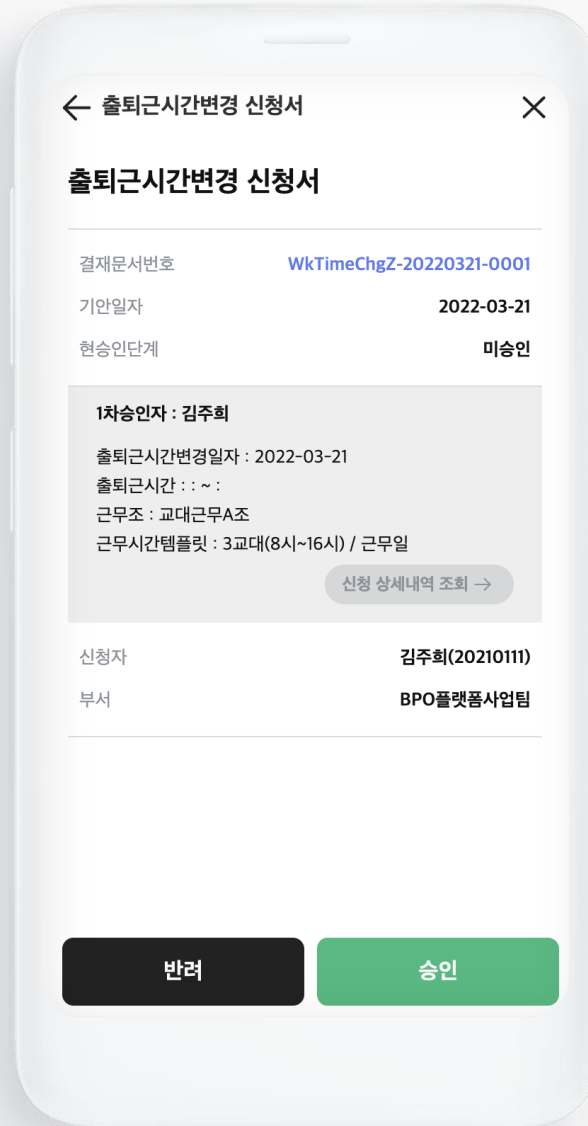 ← 출퇴근시간변경 신청서 ×
출퇴근시간변경 신청서
결재문서번호 WkTimeChgZ-20220321-0001
기안일자 2022-03-21
현승인단계 미승인
1차승인자 : 김주희
출퇴근시간변경일자 : 2022-03-21
출퇴근시간 : : ~ :
근무조 : 교대근무A조
근무시간템플릿 : 3교대(8시~16시) / 근무일
신청 상세내역 조회 →
신청자 김주희(20210111)
부서 BPO플랫폼사업팀
반려 승인